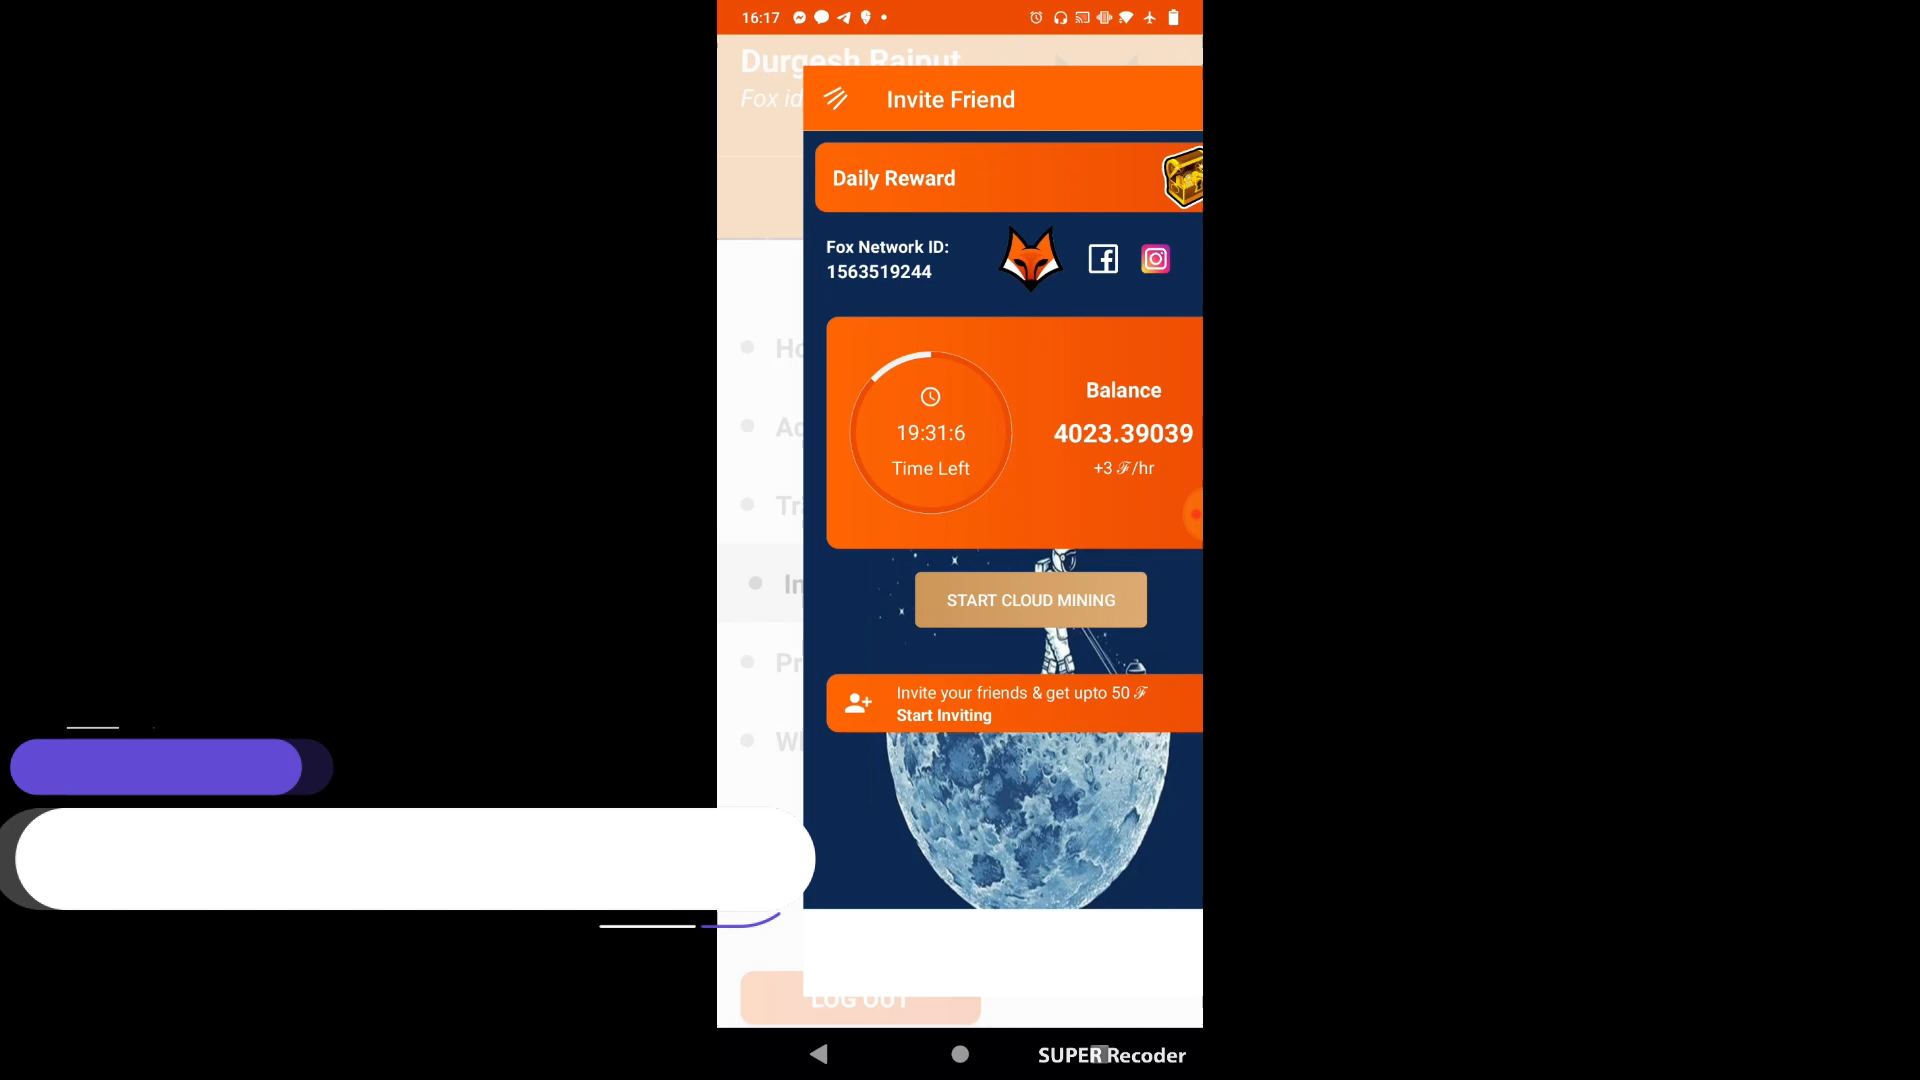 16:17
Durgesh Rajput
Fox id
Invite Friend
Daily Reward
Fox Network ID:
1563519244
19:31:6
Time Left
Balance
4023.39039
+3 ℱ/hr
START CLOUD MINING
Invite your friends & get upto 50 ℱ
Start Inviting
LOG OUT
SUPER Recoder